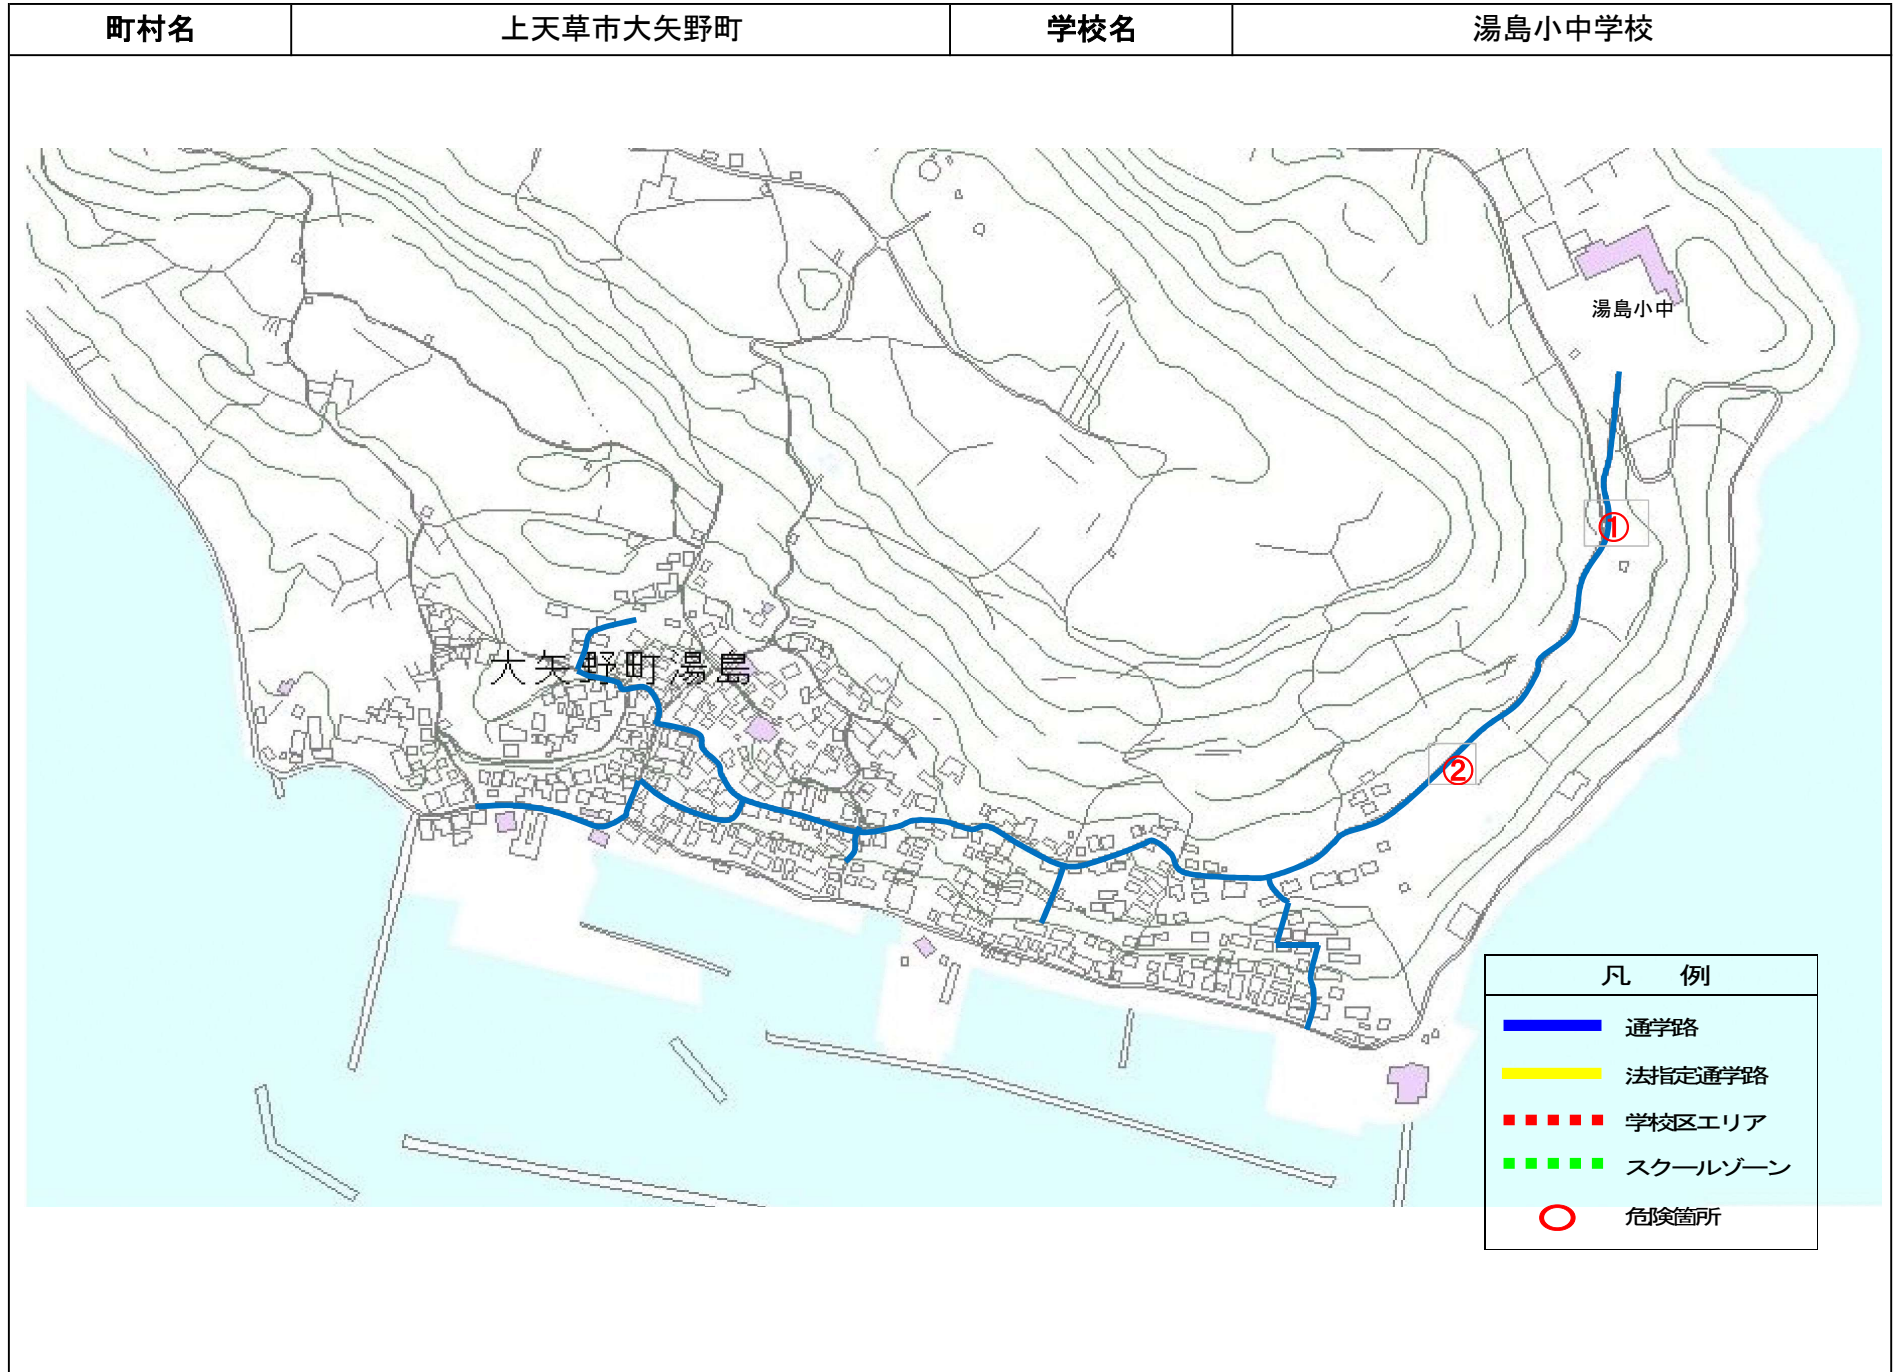 町村名 上天草市大矢野町 学校名 湯島小中学校
湯島小中
①
大矢野町湯島
②
凡 例
通学路
法指定通学路
学校区エリア
スクールゾーン
危険箇所